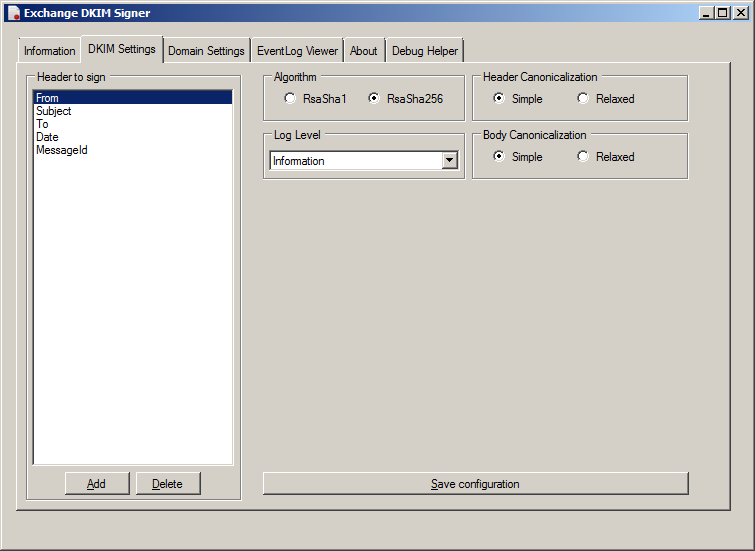 Exchange DKIM Signer
Information DKIM Settings Domain Settings EventLog Viewer About Debug Helper
Header to sign
From
Subject
To
Date
MessageId
Add Delete
Algorithm
RsaSha1 RsaSha256
Header Canonicalization
Simple Relaxed
Log Level
Information
Body Canonicalization
Simple Relaxed
Save configuration